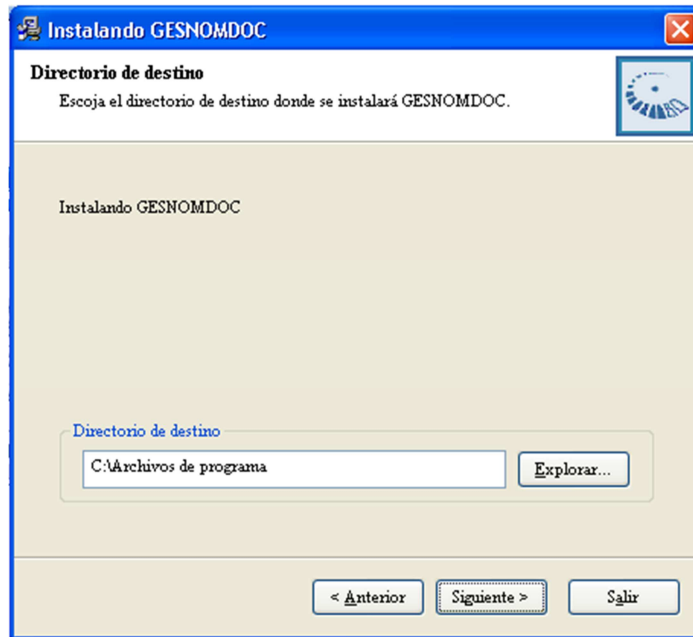 Instalando GESNOMDOC
Directorio de destino
Escoja el directorio de destino donde se instalará GESNOMDOC.
Instalando GESNOMDOC
Directorio de destino
C:\Archivos de programa
Explorar...
< Anterior
Siguiente >
Salir